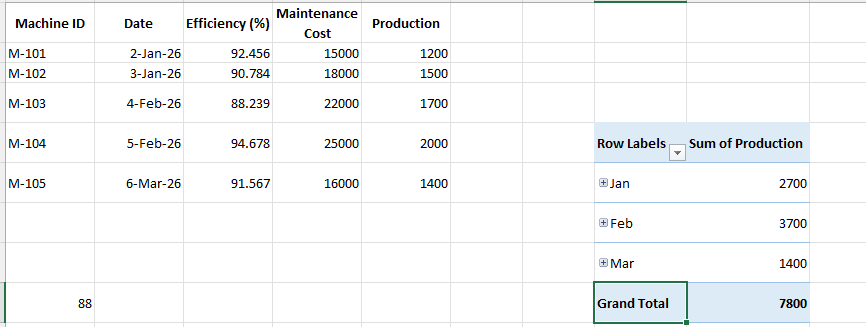 Machine ID Date Efficiency (%) Maintenance Cost Production
M-101 2-Jan-26 92.456 15000 1200
M-102 3-Jan-26 90.784 18000 1500
M-103 4-Feb-26 88.239 22000 1700
M-104 5-Feb-26 94.678 25000 2000 Row Labels Sum of Production
M-105 6-Mar-26 91.567 16000 1400 Jan 2700
Feb 3700
Mar 1400
88 Grand Total 7800